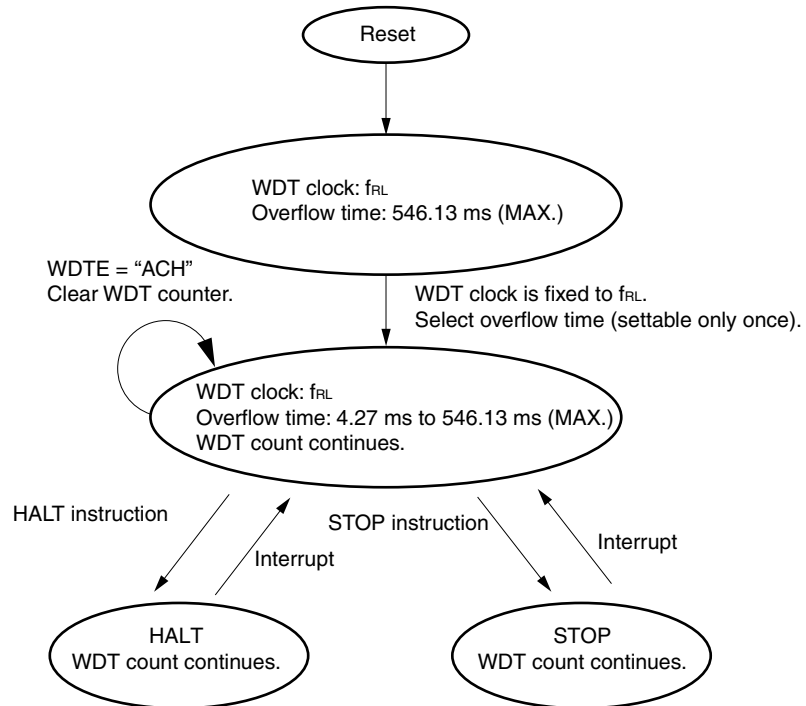 Reset
WDT clock: fRL
Overflow time: 546.13 ms (MAX.)
WDTE = “ACH”
Clear WDT counter.
WDT clock is fixed to fRL.
Select overflow time (settable only once).
WDT clock: fRL
Overflow time: 4.27 ms to 546.13 ms (MAX.)
WDT count continues.
HALT instruction
Interrupt
STOP instruction
Interrupt
HALT
WDT count continues.
STOP
WDT count continues.